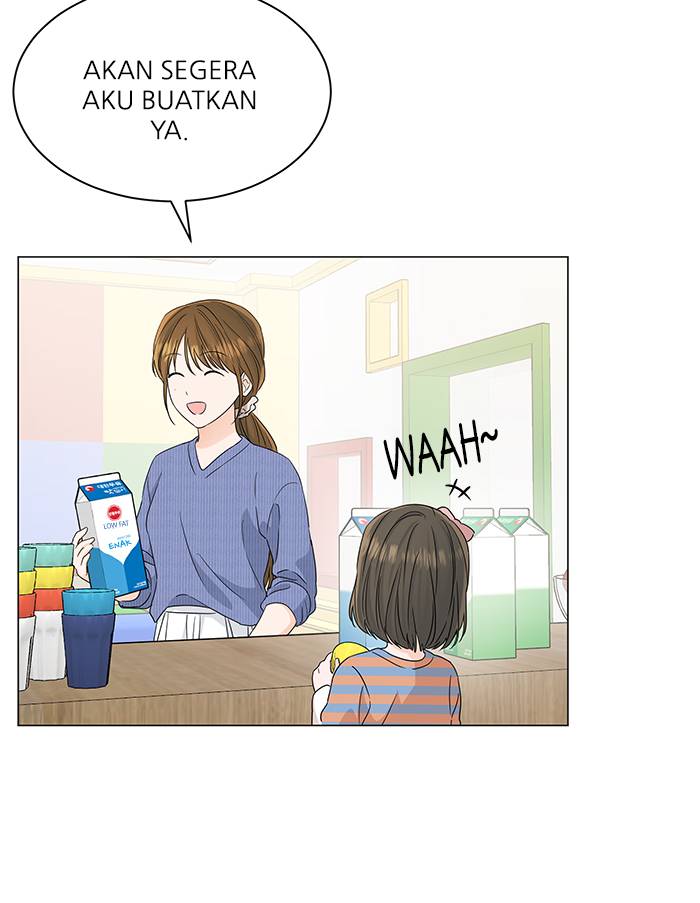 AKAN SEGERA
AKU BUATKAN
YA.
WAAH~
LOW FAT
ENAK